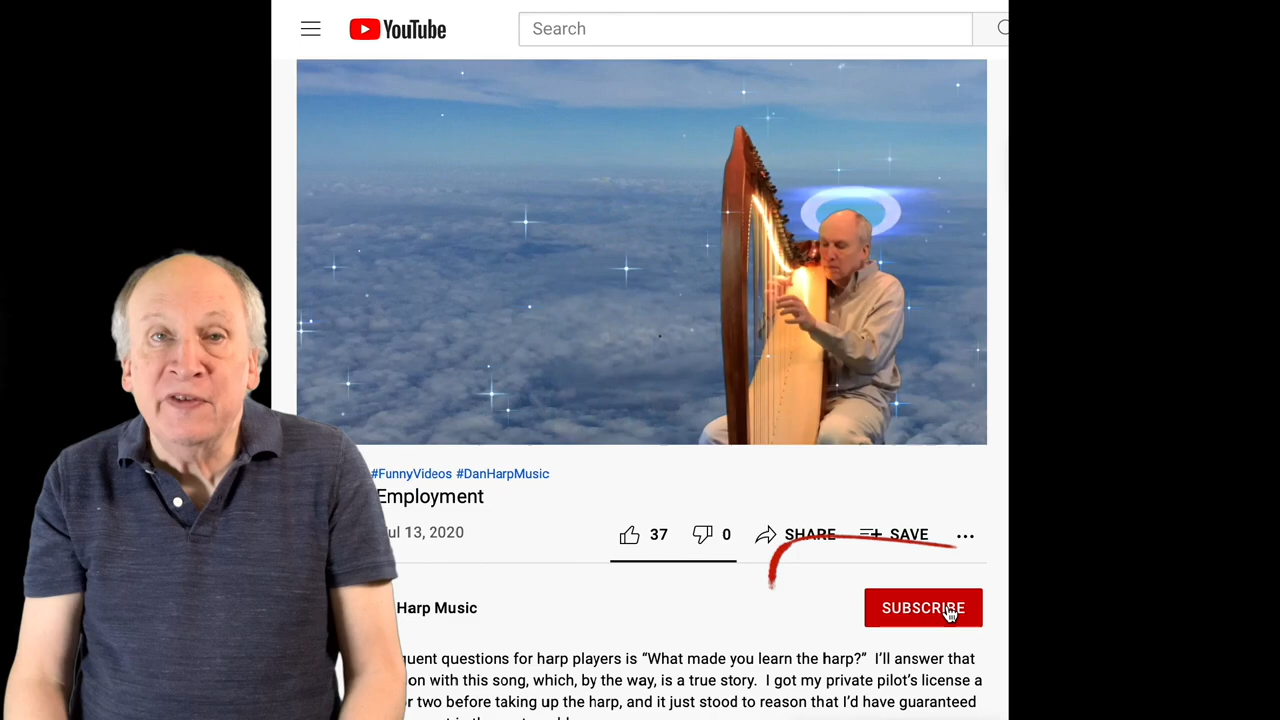 YouTube
Search
#FunnyVideos #DanHarpMusic
Employment
13, 2020
37
0
SHARE
SAVE
Harp Music
SUBSCRIBE
questions for harp players is “What made you learn the harp?” I’ll answer that
with this song, which, by the way, is a true story. I got my private pilot’s license a
two before taking up the harp, and it just stood to reason that I’d have guaranteed